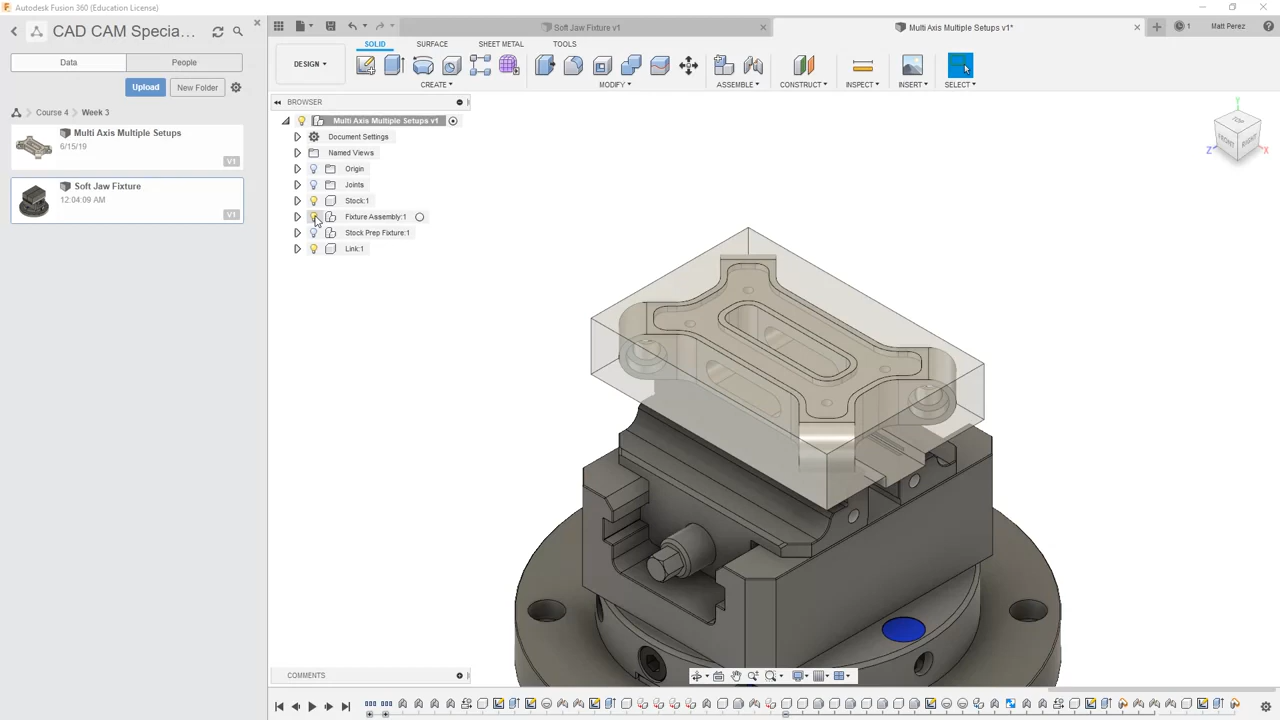 Autodesk Fusion 360 (Education License)
CAD CAM Specia...
Data People
Upload New Folder
Course 4 Week 3
Multi Axis Multiple Setups
6/15/19
V1
Soft Jaw Fixture
12:04:09 AM
V1
Soft Jaw Fixture v1
Multi Axis Multiple Setups v1*
1
Matt Perez
DESIGN
SOLID SURFACE SHEET METAL TOOLS
CREATE MODIFY ASSEMBLE CONSTRUCT INSPECT INSERT SELECT
BROWSER
Multi Axis Multiple Setups v1
Document Settings
Named Views
Origin
Joints
Stock:1
Fixture Assembly:1
Stock Prep Fixture:1
Link:1
Y
TOP
FRONT
RIGHT
Z
X
COMMENTS